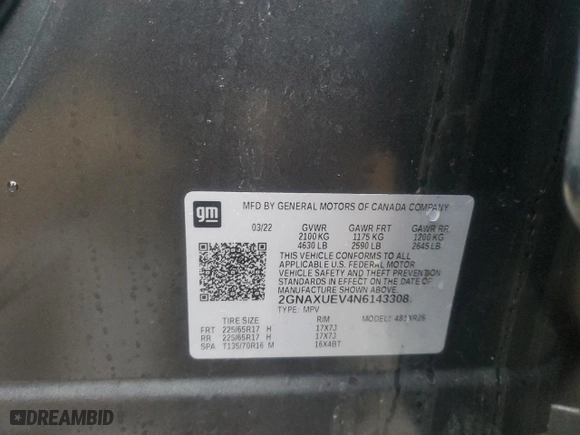 gm
MFD BY GENERAL MOTORS OF CANADA COMPANY
03/22 GVWR GAWR FRT GAWR RR
2100 KG 1175 KG 1200 KG
4630 LB 2590 LB 2645 LB
THIS VEHICLE CONFORMS TO ALL
APPLICABLE U.S. FEDERAL MOTOR
VEHICLE SAFETY AND THEFT PREVENTION
STANDARDS IN EFFECT ON THE DATE OF
MANUFACTURE SHOWN ABOVE.
2GNAXUEV4N6143308
TYPE: MPV
TIRE SIZE RIM MODEL:
FRT 225/65R17 H 17X7J
RR 225/65R17 H 17X7J
SPA T135/70R16 M 16X4BT
DREAMBID